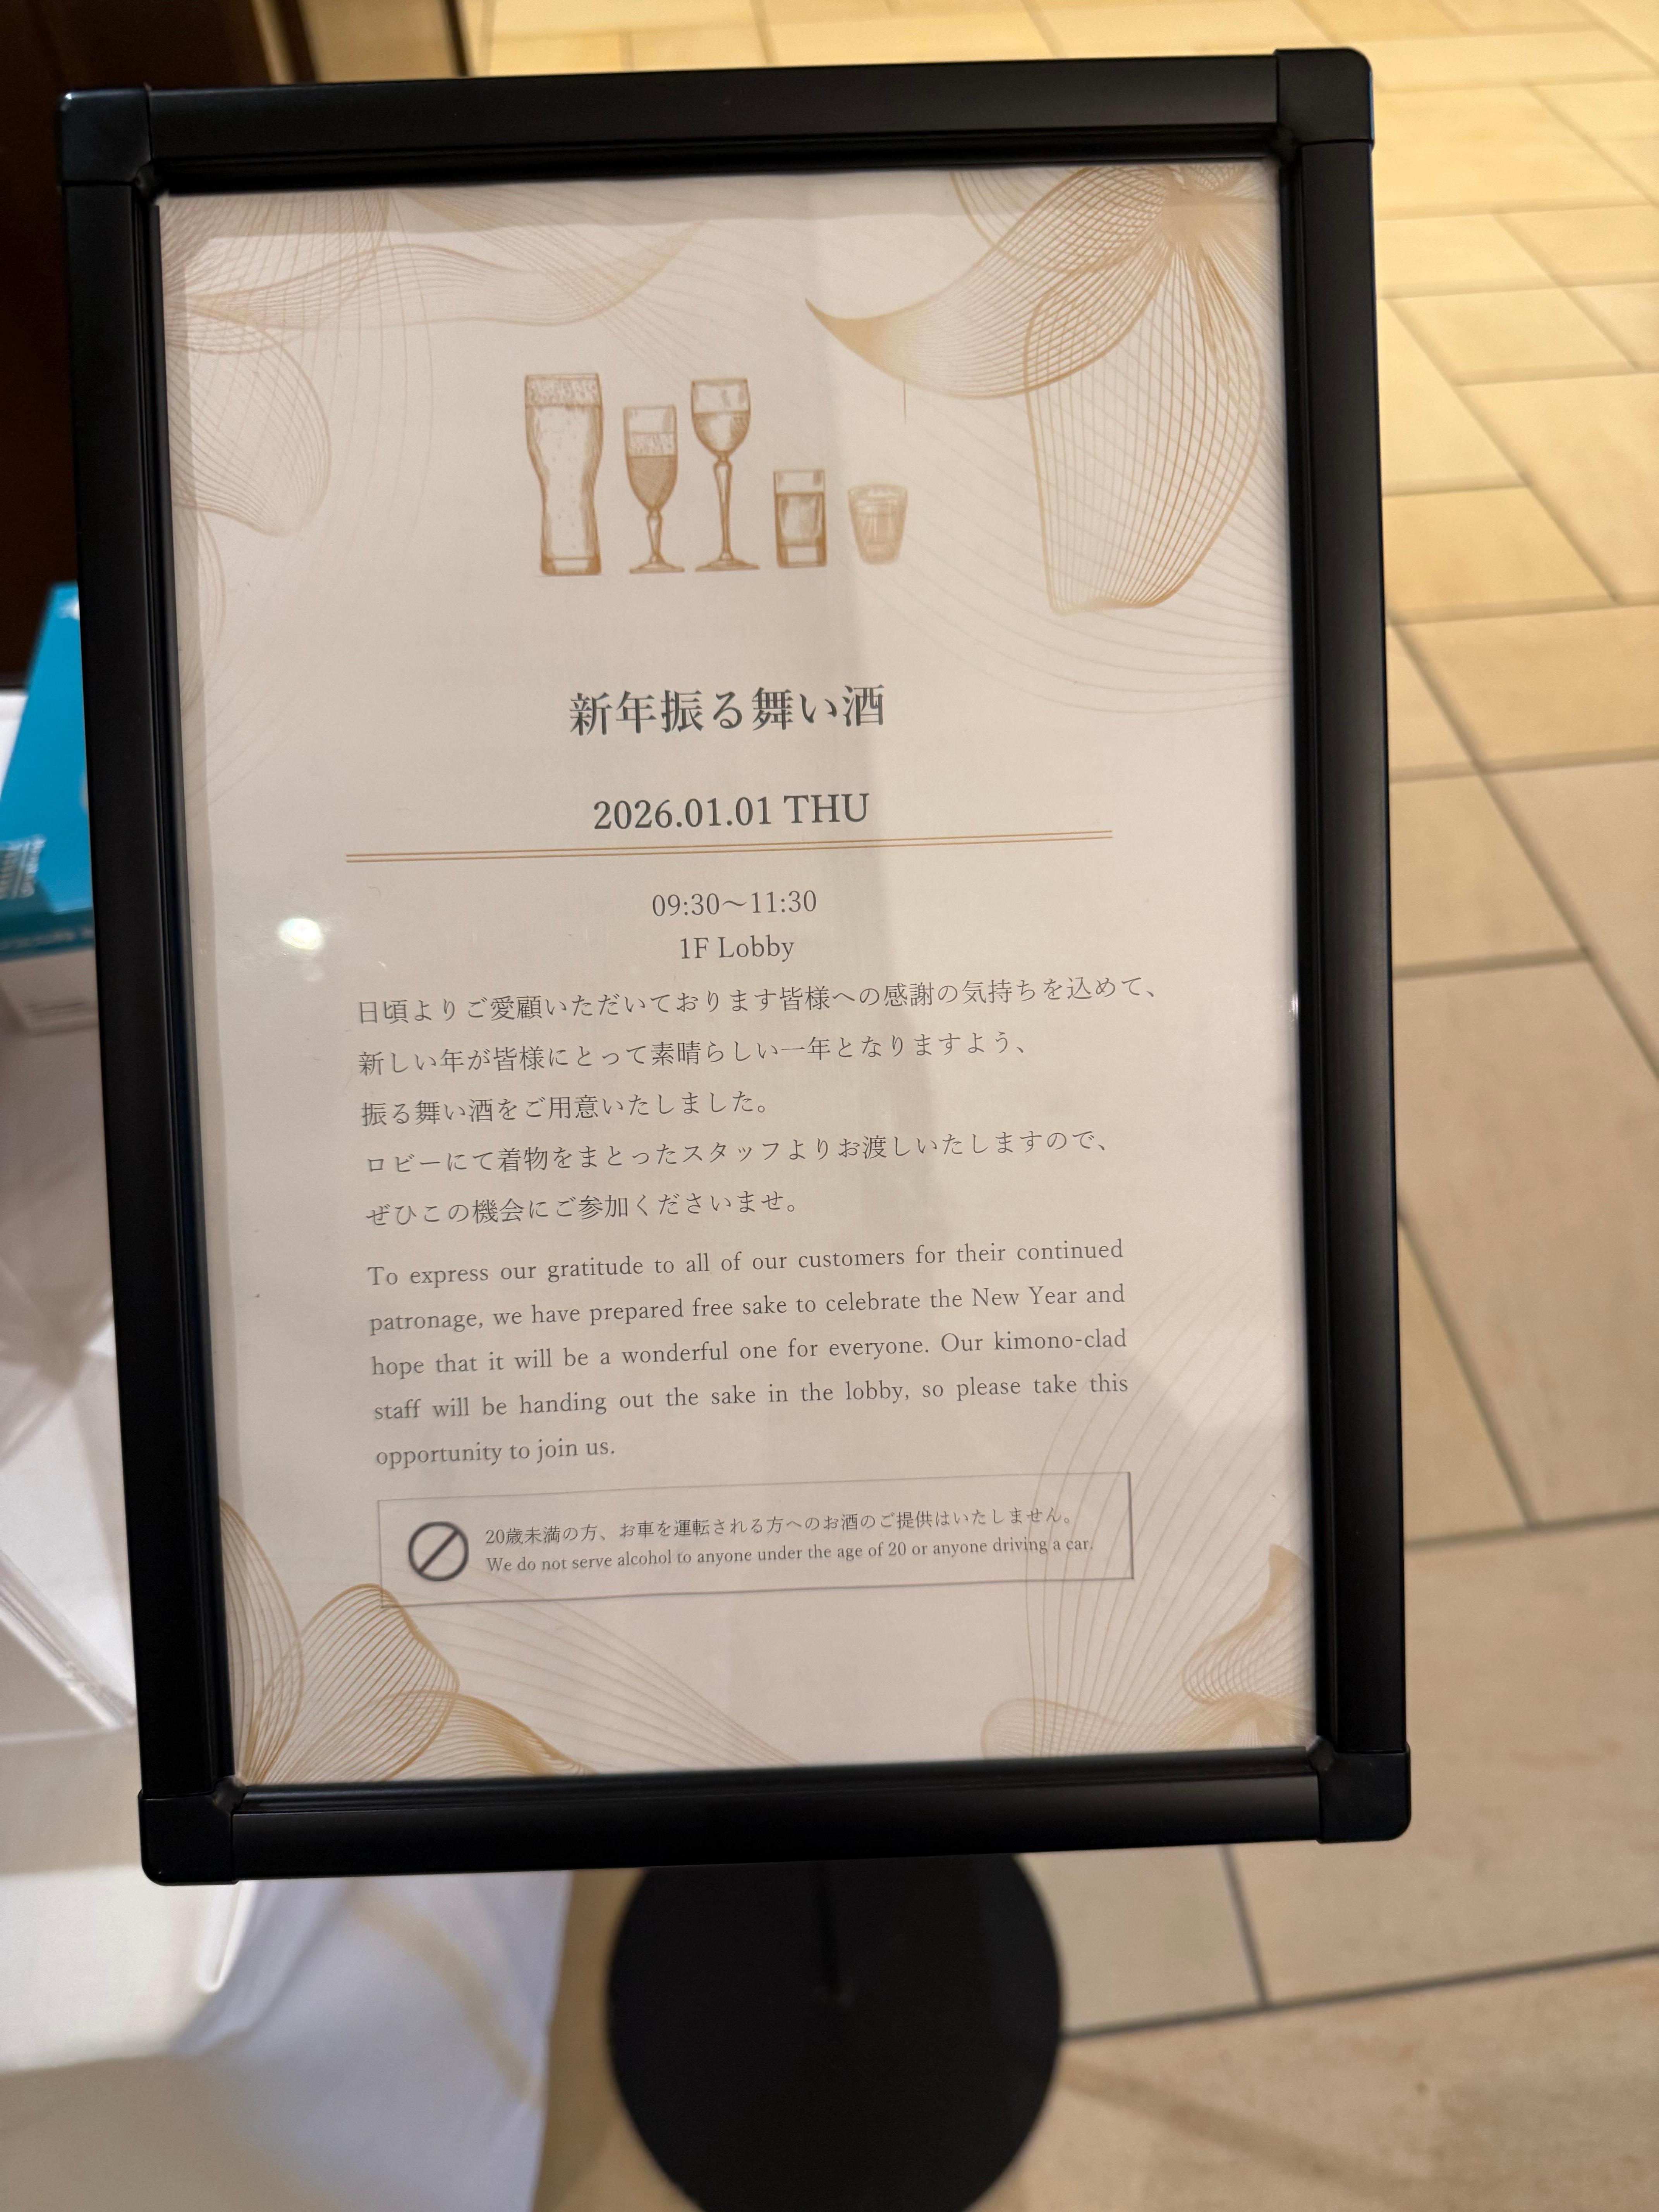 新年振る舞い酒
2026.01.01 THU
09:30～11:30
1F Lobby
日頃よりご愛顧いただいております皆様への感謝の気持ちを込めて、
新しい年が皆様にとって素晴らしい一年となりますよう、
振る舞い酒をご用意いたしました。
ロビーにて着物をまとったスタッフよりお渡しいたしますので、
ぜひこの機会にご参加くださいませ。
To express our gratitude to all of our customers for their continued
patronage, we have prepared free sake to celebrate the New Year and
hope that it will be a wonderful one for everyone. Our kimono-clad
staff will be handing out the sake in the lobby, so please take this
opportunity to join us.
20歳未満の方、お車を運転される方へのお酒のご提供はいたしません。
We do not serve alcohol to anyone under the age of 20 or anyone driving a car.